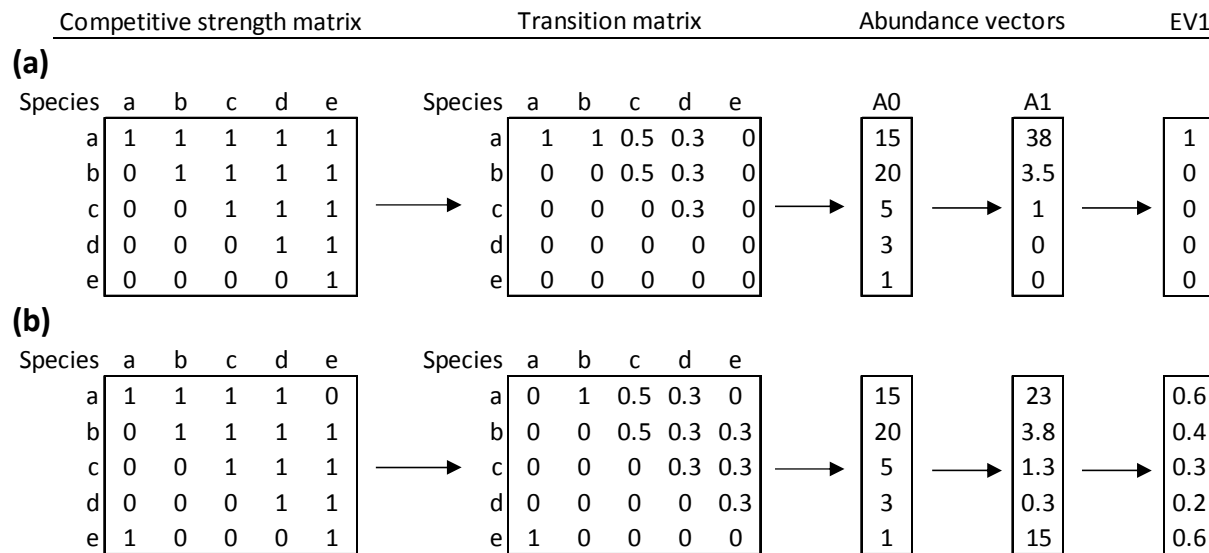 Competitive strength matrix Transition matrix Abundance vectors EV1
(a)
Species a b c d e Species a b c d e A0 A1
a 1 1 1 1 1 a 1 1 0.5 0.3 0 15 38 1
b 0 1 1 1 1 b 0 0 0.5 0.3 0 20 3.5 0
c 0 0 1 1 1 c 0 0 0 0.3 0 5 1 0
d 0 0 0 1 1 d 0 0 0 0 0 3 0 0
e 0 0 0 0 1 e 0 0 0 0 0 1 0 0
(b)
Species a b c d e Species a b c d e
a 1 1 1 1 0 a 0 1 0.5 0.3 0 15 23 0.6
b 0 1 1 1 1 b 0 0 0.5 0.3 0.3 20 3.8 0.4
c 0 0 1 1 1 c 0 0 0 0.3 0.3 5 1.3 0.3
d 0 0 0 1 1 d 0 0 0 0 0.3 3 0.3 0.2
e 1 0 0 0 1 e 1 0 0 0 0 1 15 0.6